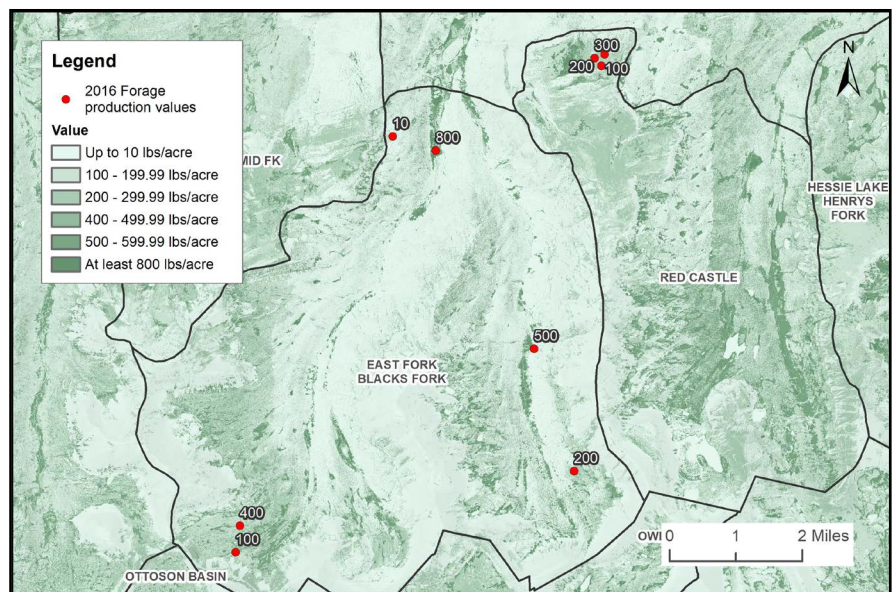 Legend
2016 Forage
production values
Value
Up to 10 lbs/acre
100 - 199.99 lbs/acre
200 - 299.99 lbs/acre
400 - 499.99 lbs/acre
500 - 599.99 lbs/acre
At least 800 lbs/acre
MID FK
10
800
300
200
100
N
HESSIE LAKE
HENRYS
FORK
RED CASTLE
500
EAST FORK
BLACKS FORK
200
400
100
OTTOSON BASIN
OWI
0 1 2 Miles